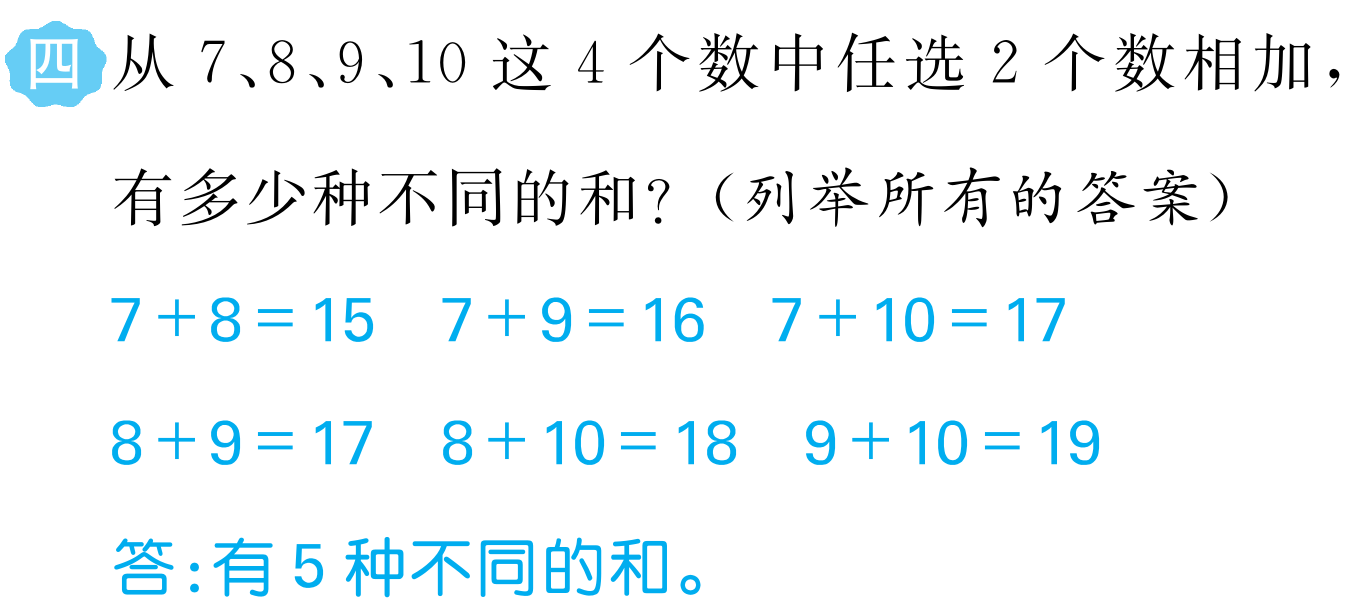 四 从 7、8、9、10 这 4 个数中任选 2 个数相加，
有多少种不同的和？（列举所有的答案）
7＋8＝15 7＋9＝16 7＋10＝17
8＋9＝17 8＋10＝18 9＋10＝19
答：有 5 种不同的和。